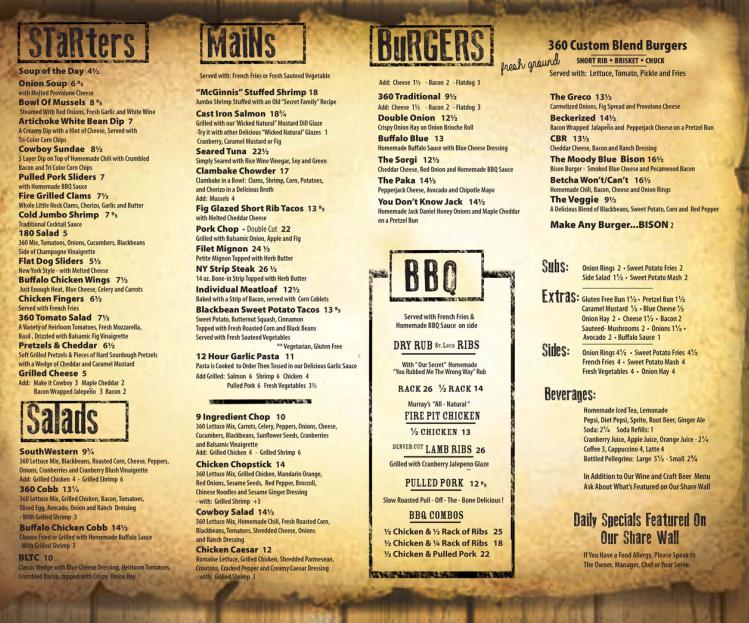 STaRters
Soup of the Day 4½
Onion Soup 6 ⁹⁵
with Melted Provolone Cheese
Bowl Of Mussels 8 ⁹⁵
Steamed With Red Onions, Fresh Garlic and White Wine
Artichoke White Bean Dip 7
A Creamy Dip with a Hint of Cheese, Served with
Tri-Color Corn Chips
Cowboy Sundae 8½
5 Layer Dip on Top of Homemade Chili with Crumbled
Bacon and Tri Color Corn Chips
Pulled Pork Sliders 7
with Homemade BBQ Sauce
Fire Grilled Clams 7½
Whole Little Neck Clams, Chorizo, Garlic and Butter
Cold Jumbo Shrimp 7 ⁹⁵
Traditional Cocktail Sauce
180 Salad 5
360 Mix, Tomatoes, Onions, Cucumbers, Blackbeans
Side of Champagne Vinaigrette
Flat Dog Sliders 5½
New York Style - with Melted Cheese
Buffalo Chicken Wings 7½
Just Enough Heat, Blue Cheese, Celery and Carrots
Chicken Fingers 6½
Served with French Fries
360 Tomato Salad 7½
A Variety of Heirloom Tomatoes, Fresh Mozzarella,
Basil, Drizzled with Balsamic Fig Vinaigrette
Pretzels & Cheddar 6½
Soft Grilled Pretzels & Pieces of Hard Sourdough Pretzels
with a Wedge of Cheddar and Caramel Mustard
Grilled Cheese 5
Add: Make it Cowboy 3 Maple Cheddar 2
Bacon Wrapped Jalapeño 3 Bacon 2
Salads
SouthWestern 9¾
360 Lettuce Mix, Blackbeans, Roasted Corn, Cheese, Peppers,
Onions, Cranberries and Cranberry Blush Vinaigrette
Add: Grilled Chicken 4 - Grilled Shrimp 6
360 Cobb 13¼
360 Lettuce Mix, Grilled Chicken, Bacon, Tomatoes,
Sliced Egg, Avocado, Onion and Ranch Dressing
- With Grilled Shrimp 3
Buffalo Chicken Cobb 14½
Choose Fried or Grilled with Homemade Buffalo Sauce
-With Grilled Shrimp 3
BLTC 10
Classic Wedge with Blue Cheese Dressing, Heirloom Tomatoes,
Crumbled Bacon, topped with Crispy Onion Hay
MaiNs
Served with: French Fries or Fresh Sauteed Vegetable
"McGinnis" Stuffed Shrimp 18
Jumbo Shrimp Stuffed with an Old "Secret Family" Recipe
Cast Iron Salmon 18¾
Grilled with our "Wicked Natural" Mustard Dill Glaze
-Try it with other Delicious "Wicked Natural" Glazes 1
Cranberry, Caramel Mustard or Fig
Seared Tuna 22½
Simply Seared with Rice Wine Vinegar, Soy and Green
Clambake Chowder 17
Clambake in a Bowl: Clams, Shrimp, Corn, Potatoes,
and Chorizo in a Delicious Broth
Add: Mussels 4
Fig Glazed Short Rib Tacos 13 ⁹⁵
with Melted Cheddar Cheese
Pork Chop - Double Cut 22
Grilled with Balsamic Onion, Apple and Fig
Filet Mignon 24 ½
Petite Mignon Topped with Herb Butter
NY Strip Steak 26 ½
14 oz. Bone-in Strip Topped with Herb Butter
Individual Meatloaf 12½
Baked with a Strip of Bacon, served with Corn Coblets
Blackbean Sweet Potato Tacos 13 ⁹⁵
Sweet Potato, Butternut Squash, Cinnamon
Topped with Fresh Roasted Corn and Black Beans
Served with Fresh Sauteed Vegetables
** Vegetarian, Gluten Free
12 Hour Garlic Pasta 11
Pasta is Cooked to Order Then Tossed in our Delicious Garlic Sauce
Add Grilled: Salmon 6 Shrimp 6 Chicken 4
Pulled Pork 6 Fresh Vegetables 3½
9 Ingredient Chop 10
360 Lettuce Mix, Carrots, Celery, Peppers, Onions, Cheese,
Cucumbers, Blackbeans, Sunflower Seeds, Cranberries
and Balsamic Vinaigrette
Add: Grilled Chicken 4 - Grilled Shrimp 6
Chicken Chopstick 14
360 Lettuce Mix, Grilled Chicken, Mandarin Orange,
Red Onions, Sesame Seeds, Red Pepper, Broccoli,
Chinese Noodles and Sesame Ginger Dressing
- with: Grilled Shrimp +3
Cowboy Salad 14½
360 Lettuce Mix, Homemade Chili, Fresh Roasted Corn,
Blackbeans, Tomatoes, Shredded Cheese, Onions
and Ranch Dressing
Chicken Caesar 12
Romaine Lettuce, Grilled Chicken, Shredded Parmesean,
Croutons, Cracked Pepper and Creamy Caesar Dressing
- with: Grilled Shrimp 3
BuRGERS
fresh ground
360 Custom Blend Burgers
SHORT RIB • BRISKET • CHUCK
Served with: Lettuce, Tomato, Pickle and Fries
Add: Cheese 1½ - Bacon 2 - Flatdog 3
360 Traditional 9½
Add: Cheese 1½ - Bacon 2 - Flatdog 3
Double Onion 12½
Crispy Onion Hay on Onion Brioche Roll
Buffalo Blue 13
Homemade Buffalo Sauce with Blue Cheese Dressing
The Sorgi 12½
Cheddar Cheese, Red Onion and Homemade BBQ Sauce
The Paka 14½
Pepperjack Cheese, Avocado and Chipotle Mayo
You Don't Know Jack 14½
Homemade Jack Daniel Honey Onions and Maple Cheddar
on a Pretzel Bun
The Greco 13½
Carmelized Onions, Fig Spread and Provolone Cheese
Beckerized 14½
Bacon Wrapped Jalapeño and Pepperjack Cheese on a Pretzel Bun
CBR 13½
Cheddar Cheese, Bacon and Ranch Dressing
The Moody Blue Bison 16½
Bison Burger - Smoked Blue Cheese and Pecanwood Bacon
Betcha Won't/Can't 16½
Homemade Chili, Bacon, Cheese and Onion Rings
The Veggie 9½
A Delicious Blend of Blackbeans, Sweet Potato, Corn and Red Pepper
Make Any Burger...BISON 2
BBQ
Served with French Fries &
Homemade BBQ Sauce on side
DRY RUB St. Louis RIBS
With "Our Secret" Homemade
"You Rubbed Me The Wrong Way" Rub
RACK 26 ½ RACK 14
Murray's "All - Natural"
FIRE PIT CHICKEN
½ CHICKEN 13
DENVER CUT LAMB RIBS 26
Grilled with Cranberry Jalepeno Glaze
PULLED PORK 12 ⁹⁵
Slow Roasted Pull - Off - The - Bone Delicious !
BBQ COMBOS
½ Chicken & ½ Rack of Ribs 25
½ Chicken & ¼ Rack of Ribs 18
½ Chicken & Pulled Pork 22
Subs:
Onion Rings 2 • Sweet Potato Fries 2
Side Salad 1½ • Sweet Potato Mash 2
Extras:
Gluten Free Bun 1½ • Pretzel Bun 1½
Caramel Mustard ½ • Blue Cheese ½
Onion Hay 2 • Cheese 1½ • Bacon 2
Sauteed- Mushrooms 2 • Onions 1½ •
Avocado 2 • Buffalo Sauce 1
Sides:
Onion Rings 4½ • Sweet Potato Fries 4½
French Fries 4 • Sweet Potato Mash 4
Fresh Vegetables 4 • Onion Hay 4
Beverages:
Homemade Iced Tea, Lemonade
Pepsi, Diet Pepsi, Sprite, Root Beer, Ginger Ale
Soda: 2¼ Soda Refills: 1
Cranberry Juice, Apple Juice, Orange Juice - 2¼
Coffee 3, Cappuccino 4, Latte 4
Bottled Pellegrino: Large 5½ - Small 2¾
In Addition to Our Wine and Craft Beer Menu
Ask About What's Featured on Our Share Wall
Daily Specials Featured On
Our Share Wall
If You Have a Food Allergy, Please Speak to
The Owner, Manager, Chef or Your Serve